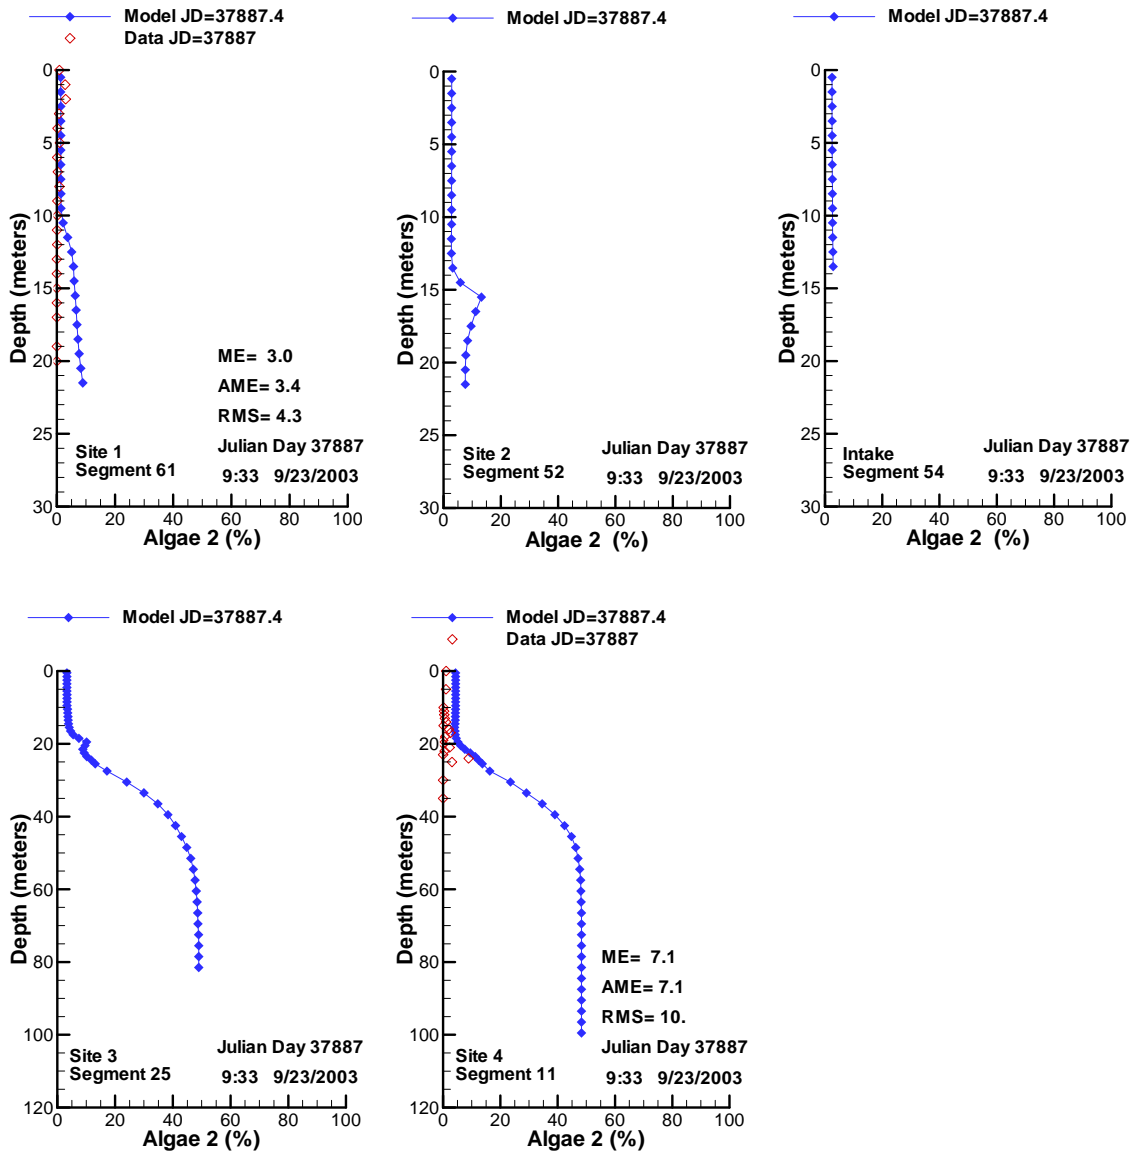 Model JD=37887.4
Data JD=37887
0
5
10
15
20
25
30
Depth (meters)
ME= 3.0
AME= 3.4
RMS= 4.3
Site 1
Segment 61
Julian Day 37887
9:33 9/23/2003
0 20 40 60 80 100
Algae 2 (%)
Model JD=37887.4
0
5
10
15
20
25
30
Depth (meters)
Site 2
Segment 52
Julian Day 37887
9:33 9/23/2003
0 20 40 60 80 100
Algae 2 (%)
Model JD=37887.4
0
5
10
15
20
25
30
Depth (meters)
Intake
Segment 54
Julian Day 37887
9:33 9/23/2003
0 20 40 60 80 100
Algae 2 (%)
Model JD=37887.4
0
20
40
60
80
100
120
Depth (meters)
Site 3
Segment 25
Julian Day 37887
9:33 9/23/2003
0 20 40 60 80 100
Algae 2 (%)
Model JD=37887.4
Data JD=37887
0
20
40
60
80
100
120
Depth (meters)
ME= 7.1
AME= 7.1
RMS= 10.
Site 4
Segment 11
Julian Day 37887
9:33 9/23/2003
0 20 40 60 80 100
Algae 2 (%)